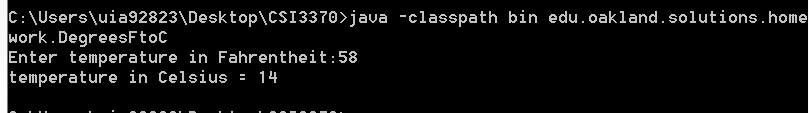 C:\Users\uia92823\Desktop\CSI3370>java -classpath bin edu.oakland.solutions.home
work.DegreesFtoC
Enter temperature in Fahrentheit:58
temperature in Celsius = 14